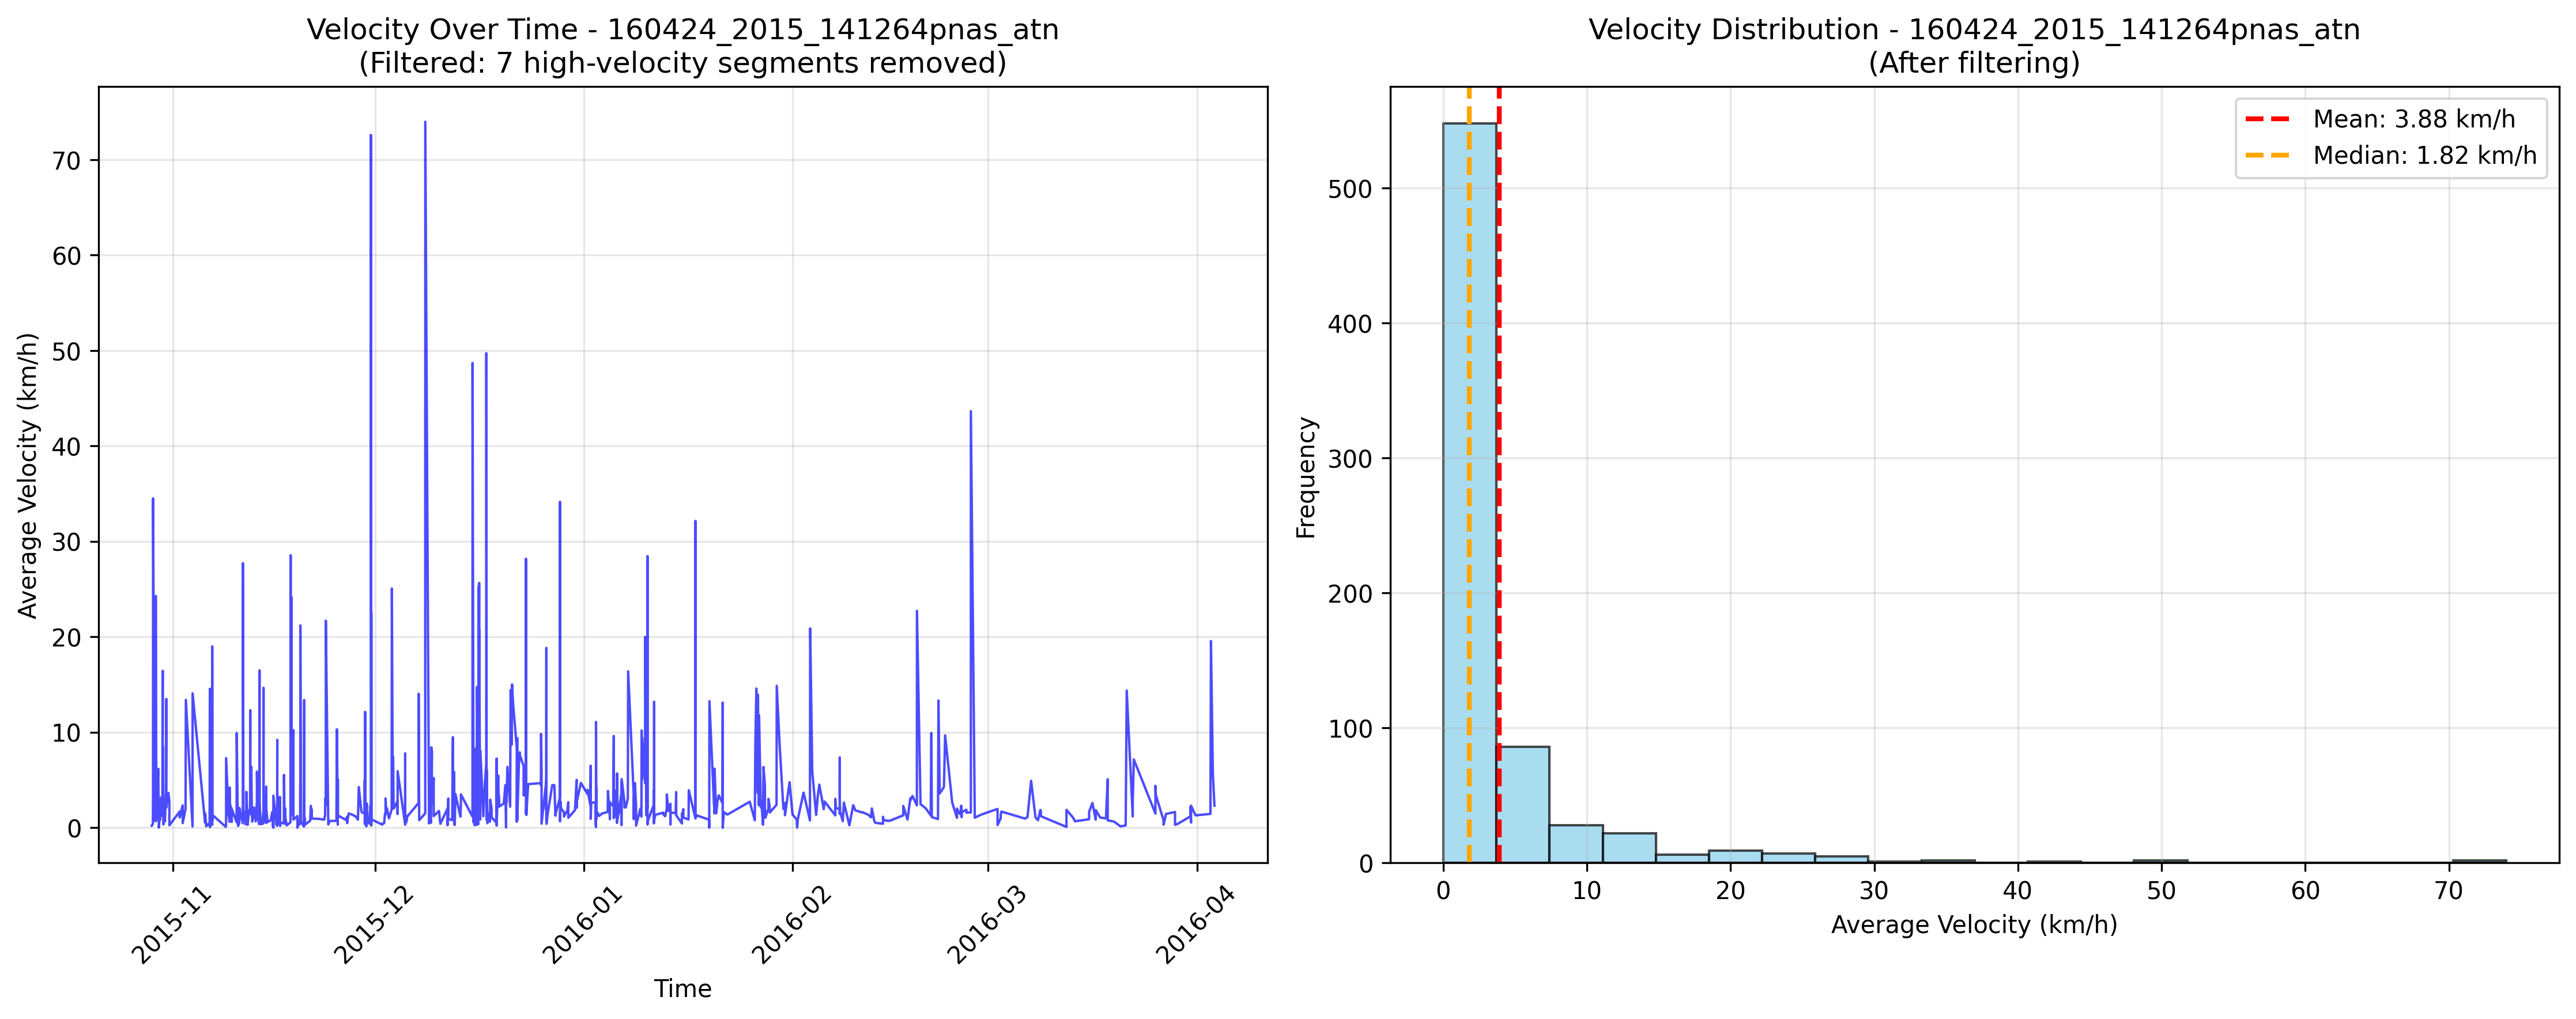 Velocity Over Time - 160424_2015_141264pnas_atn
(Filtered: 7 high-velocity segments removed)
Average Velocity (km/h)
70
60
50
40
30
20
10
0
2015-11
2015-12
2016-01
2016-02
2016-03
2016-04
Time
Velocity Distribution - 160424_2015_141264pnas_atn
(After filtering)
Mean: 3.88 km/h
Median: 1.82 km/h
Frequency
500
400
300
200
100
0
0
10
20
30
40
50
60
70
Average Velocity (km/h)